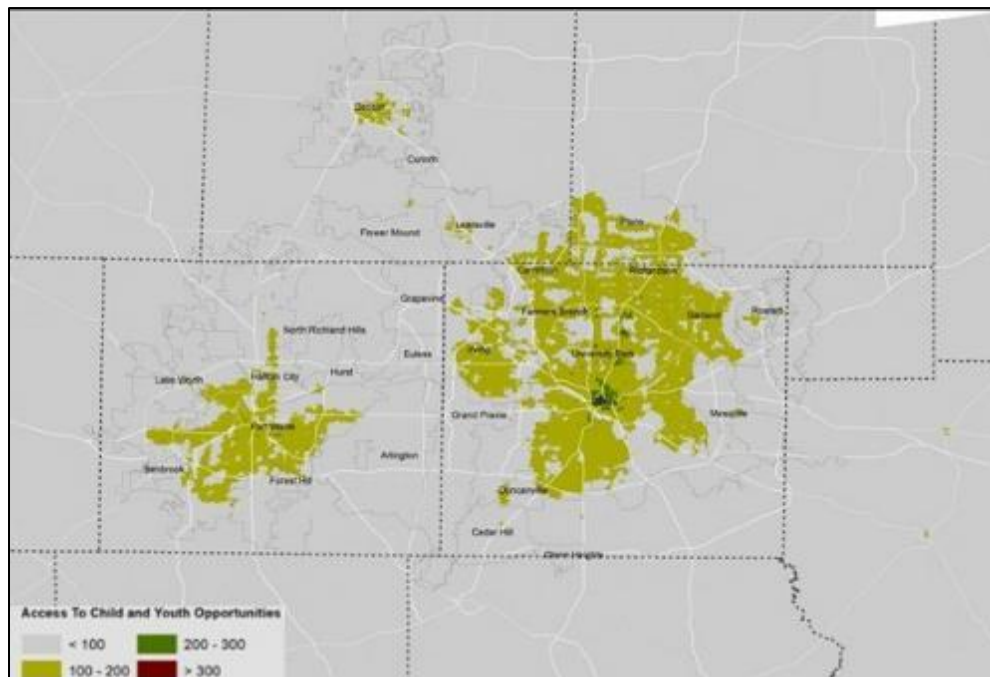 Denton
Corinth
Lewisville
Flower Mound
Plano
Carrollton
Richardson
Grapevine
Farmers Branch
Garland
Rowlett
North Richland Hills
Euless
Irving
University Park
Lake Worth
Haltom City
Hurst
Grand Prairie
Mesquite
Fort Worth
Dallas
Arlington
Benbrook
Forest Hill
Duncanville
Cedar Hill
Glenn Heights
Access To Child and Youth Opportunities
< 100
200 - 300
100 - 200
> 300